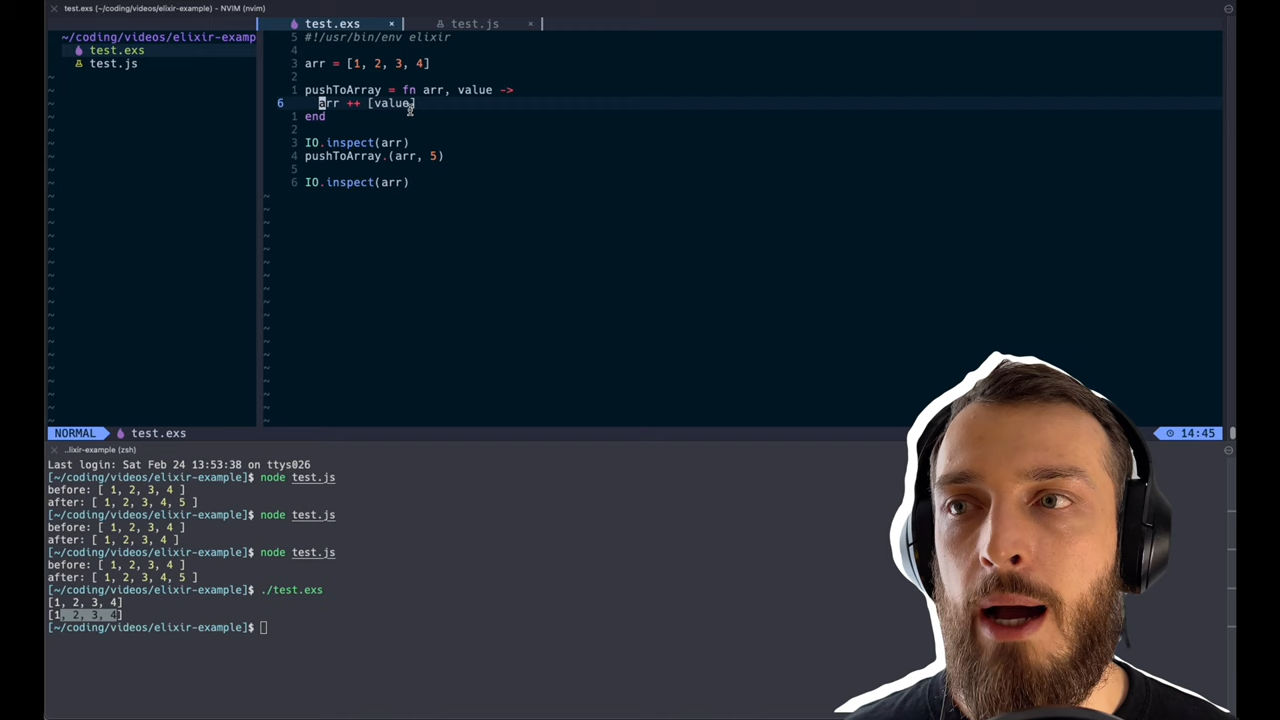 test.exs (~/coding/videos/elixir-example) - NVIM (nvim)
test.exs × test.js ×
~/coding/videos/elixir-examp
test.exs
test.js
5 #!/usr/bin/env elixir
4
3 arr = [1, 2, 3, 4]
2
1 pushToArray = fn arr, value ->
6 arr ++ [value]
1 end
2
3 IO.inspect(arr)
4 pushToArray.(arr, 5)
5
6 IO.inspect(arr)
NORMAL test.exs 14:45
..lixir-example (zsh)
Last login: Sat Feb 24 13:53:38 on ttys026
[~/coding/videos/elixir-example]$ node test.js
before: [ 1, 2, 3, 4 ]
after: [ 1, 2, 3, 4, 5 ]
[~/coding/videos/elixir-example]$ node test.js
before: [ 1, 2, 3, 4 ]
after: [ 1, 2, 3, 4 ]
[~/coding/videos/elixir-example]$ node test.js
before: [ 1, 2, 3, 4 ]
after: [ 1, 2, 3, 4, 5 ]
[~/coding/videos/elixir-example]$ ./test.exs
[1, 2, 3, 4]
[1, 2, 3, 4]
[~/coding/videos/elixir-example]$